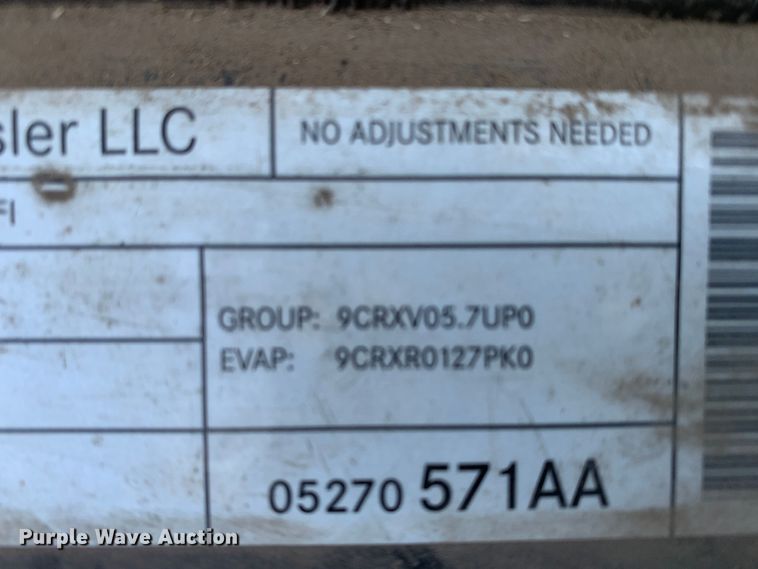 sler LLC
NO ADJUSTMENTS NEEDED
FI
GROUP: 9CRXV05.7UP0
EVAP: 9CRXR0127PK0
05270 571AA
Purple Wave Auction